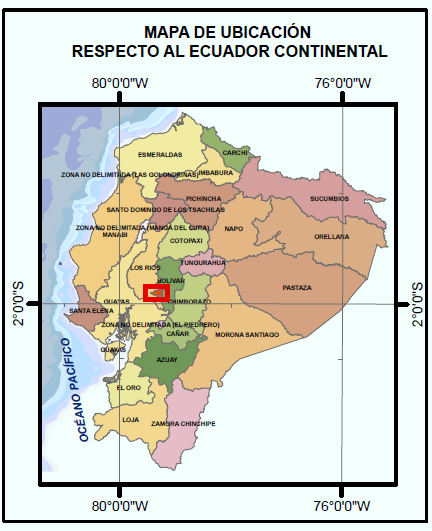 MAPA DE UBICACIÓN
RESPECTO AL ECUADOR CONTINENTAL
80°0'0"W
76°0'0"W
CARCHI
ESMERALDAS
IMBABURA
ZONA NO DELIMITADA (LAS GOLONDRINAS)
PICHINCHA
SUCUMBIOS
SANTO DOMINGO DE LOS TSACHILAS
ZONA NO DELIMITADA (MANGA DEL CURA)
MANABI
NAPO
ORELLANA
COTOPAXI
TUNGURAHUA
LOS RIOS
BOLIVAR
PASTAZA
2°0'0"S
2°0'0"S
GUAYAS
CHIMBORAZO
SANTA ELENA
ZONA NO DELIMITADA (EL PIEDRERO)
CAÑAR
MORONA SANTIAGO
GUAYAS
AZUAY
OCÉANO PACÍFICO
EL ORO
LOJA
ZAMORA CHINCHIPE
80°0'0"W
76°0'0"W